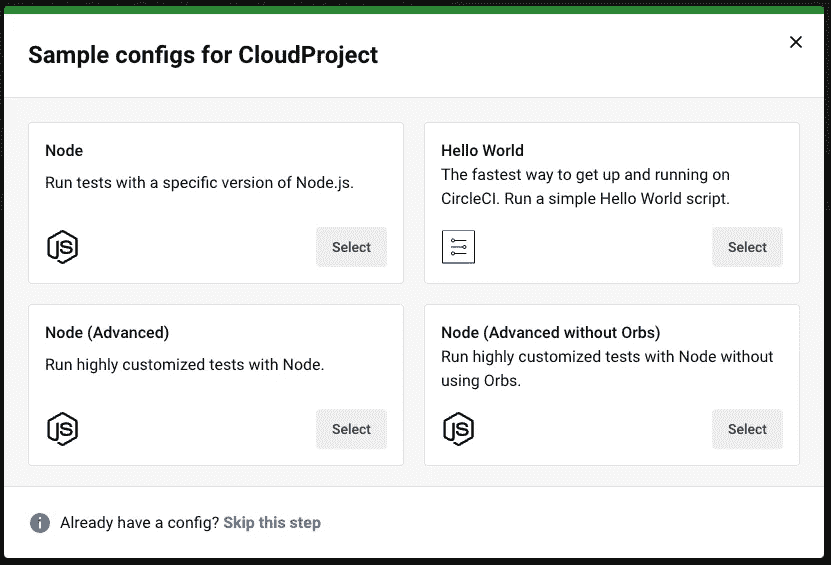 Sample configs for CloudProject
Node
Run tests with a specific version of Node.js.
JS
Select
Hello World
The fastest way to get up and running on
CircleCI. Run a simple Hello World script.
Select
Node (Advanced)
Run highly customized tests with Node.
JS
Select
Node (Advanced without Orbs)
Run highly customized tests with Node without
using Orbs.
JS
Select
Already have a config? Skip this step